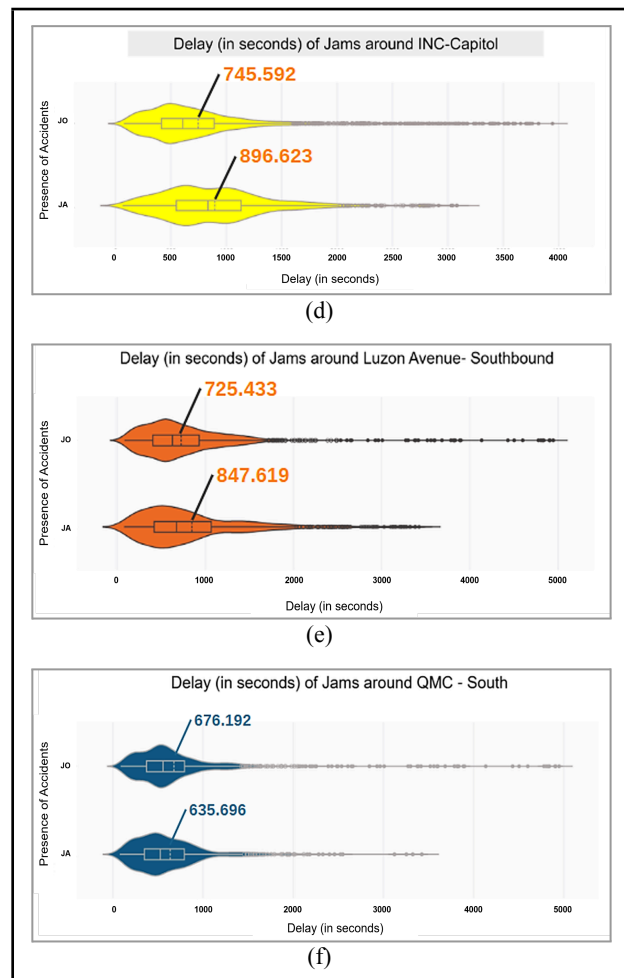 Delay (in seconds) of Jams around INC-Capitol
745.592
JO
896.623
JA
Presence of Accidents
0 500 1000 1500 2000 2500 3000 3500 4000
Delay (in seconds)
(d)
Delay (in seconds) of Jams around Luzon Avenue- Southbound
725.433
JO
847.619
JA
Presence of Accidents
0 1000 2000 3000 4000 5000
Delay (in seconds)
(e)
Delay (in seconds) of Jams around QMC - South
676.192
JO
635.696
JA
Presence of Accidents
0 1000 2000 3000 4000 5000
Delay (in seconds)
(f)